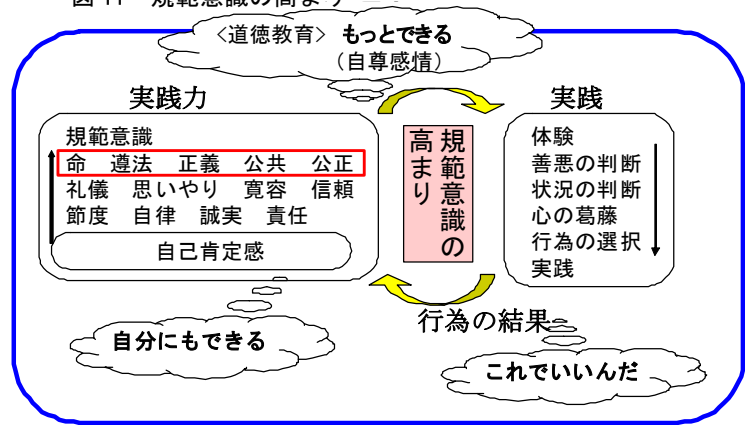 ＜道徳教育＞ もっとできる
（自尊感情）
実践力
規範意識
命　遵法　正義　公共　公正
礼儀　思いやり　寛容　信頼
節度　自律　誠実　責任
自己肯定感
規範意識の
高まり
実践
体験
善悪の判断
状況の判断
心の葛藤
行為の選択
実践
行為の結果
自分にもできる
これでいいんだ